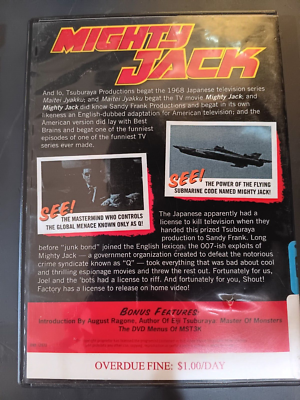 MIGHTY
JACK
And lo, Tsuburaya Productions begat the 1968 Japanese television series
Maitei Jyakku; and Maitei Jyakku begat the TV movie Mighty Jack; and
Mighty Jack did know Sandy Frank Productions and begat in its own
likeness an English-dubbed adaptation for American television; and the
American version did lay with Best
Brains and begat one of the funniest
episodes of one of the funniest TV
series ever made.
SEE!
THE POWER OF THE FLYING
SUBMARINE CODE NAMED MIGHTY JACK!
SEE!
THE MASTERMIND WHO CONTROLS
THE GLOBAL MENACE KNOWN ONLY AS Q!
The Japanese apparently had a
license to kill television when they
handed this prized Tsuburaya
production to Sandy Frank. Long
before "junk bond" joined the English lexicon, the 007-ish exploits of
Mighty Jack — a government organization created to defeat the notorious
crime syndicate known as "Q" — took everything that was bad about cool
and thrilling espionage movies and threw the rest out. Fortunately for us,
Joel and the 'bots had a license to riff. And fortunately for you, Shout!
Factory has a license to release on home video!
BONUS FEATURES
Introduction By August Ragone, Author Of Eiji Tsuburaya: Master Of Monsters
The DVD Menus Of MST3K
OVERDUE FINE: $1.00/DAY